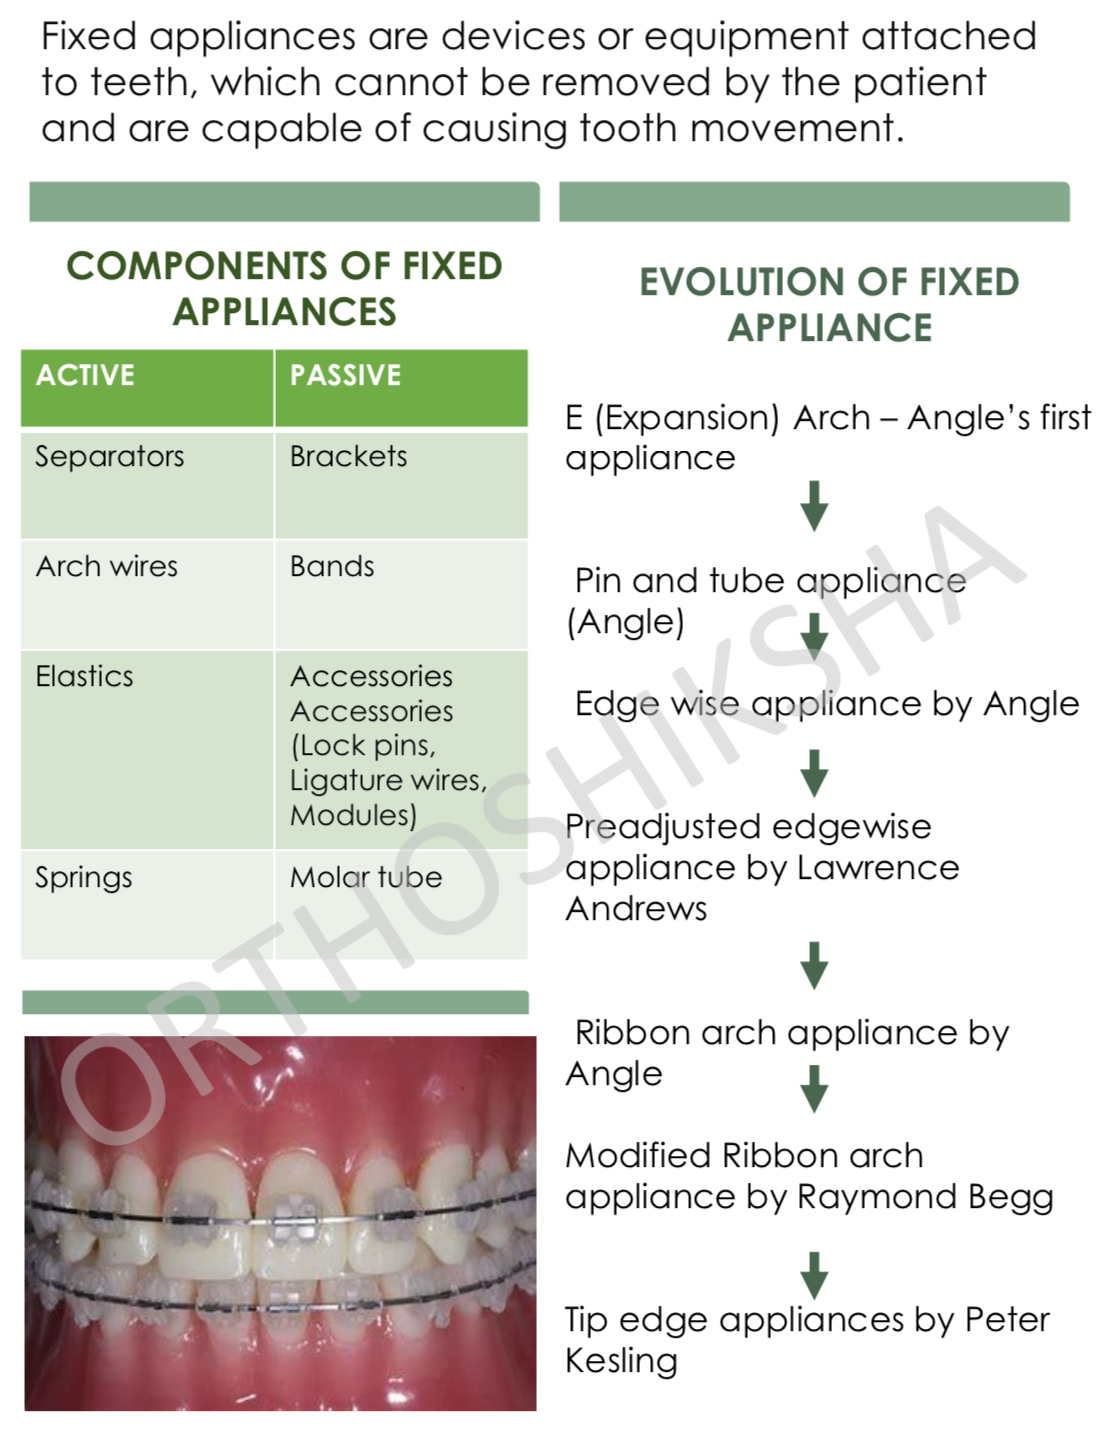 Fixed appliances are devices or equipment attached
to teeth, which cannot be removed by the patient
and are capable of causing tooth movement.
COMPONENTS OF FIXED
APPLIANCES
ACTIVE
PASSIVE
Separators
Brackets
Arch wires
Bands
Elastics
Accessories
Accessories
(Lock pins,
Ligature wires,
Modules)
Springs
Molar tube
EVOLUTION OF FIXED
APPLIANCE
E (Expansion) Arch – Angle’s first
appliance
Pin and tube appliance
(Angle)
Edge wise appliance by Angle
Preadjusted edgewise
appliance by Lawrence
Andrews
Ribbon arch appliance by
Angle
Modified Ribbon arch
appliance by Raymond Begg
Tip edge appliances by Peter
Kesling
ORTHOSHIKSHA